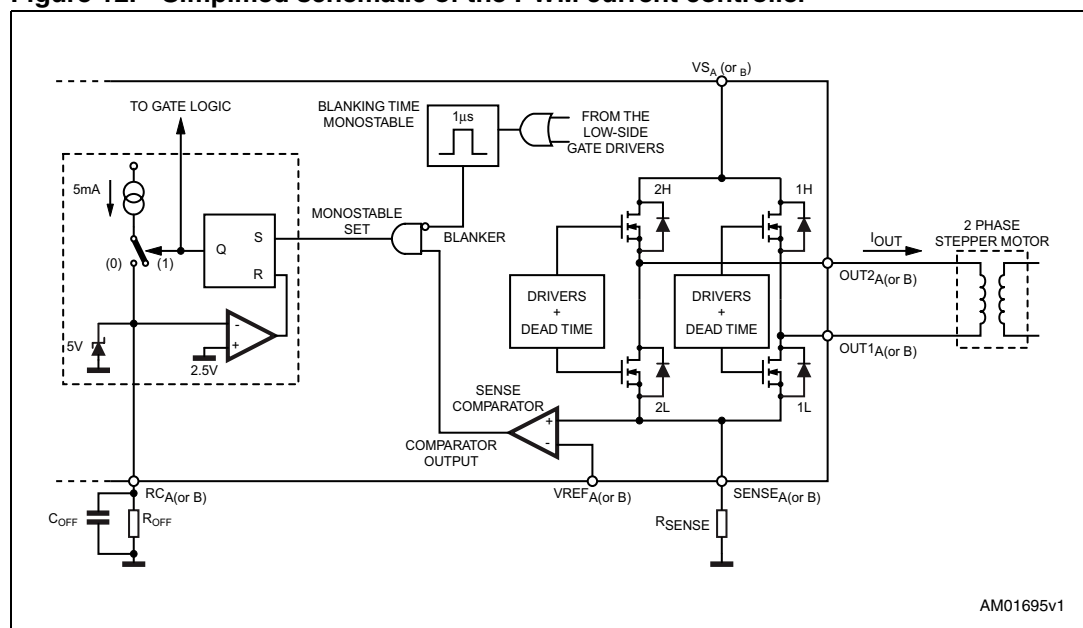 Figure 12. Simplified schematic of the PWM current controller
VSA (or B)
TO GATE LOGIC
BLANKING TIME
MONOSTABLE
1μs
FROM THE
LOW-SIDE
GATE DRIVERS
5mA
2H
1H
MONOSTABLE
SET
BLANKER
2 PHASE
STEPPER MOTOR
IOUT
Q
S
R
(0)
(1)
OUT2A(or B)
DRIVERS
+
DEAD TIME
DRIVERS
+
DEAD TIME
5V
-
+
2.5V
OUT1A(or B)
SENSE
COMPARATOR
2L
1L
+
-
COMPARATOR
OUTPUT
RCA(or B)
VREFA(or B)
SENSEA(or B)
COFF
ROFF
RSENSE
AM01695v1